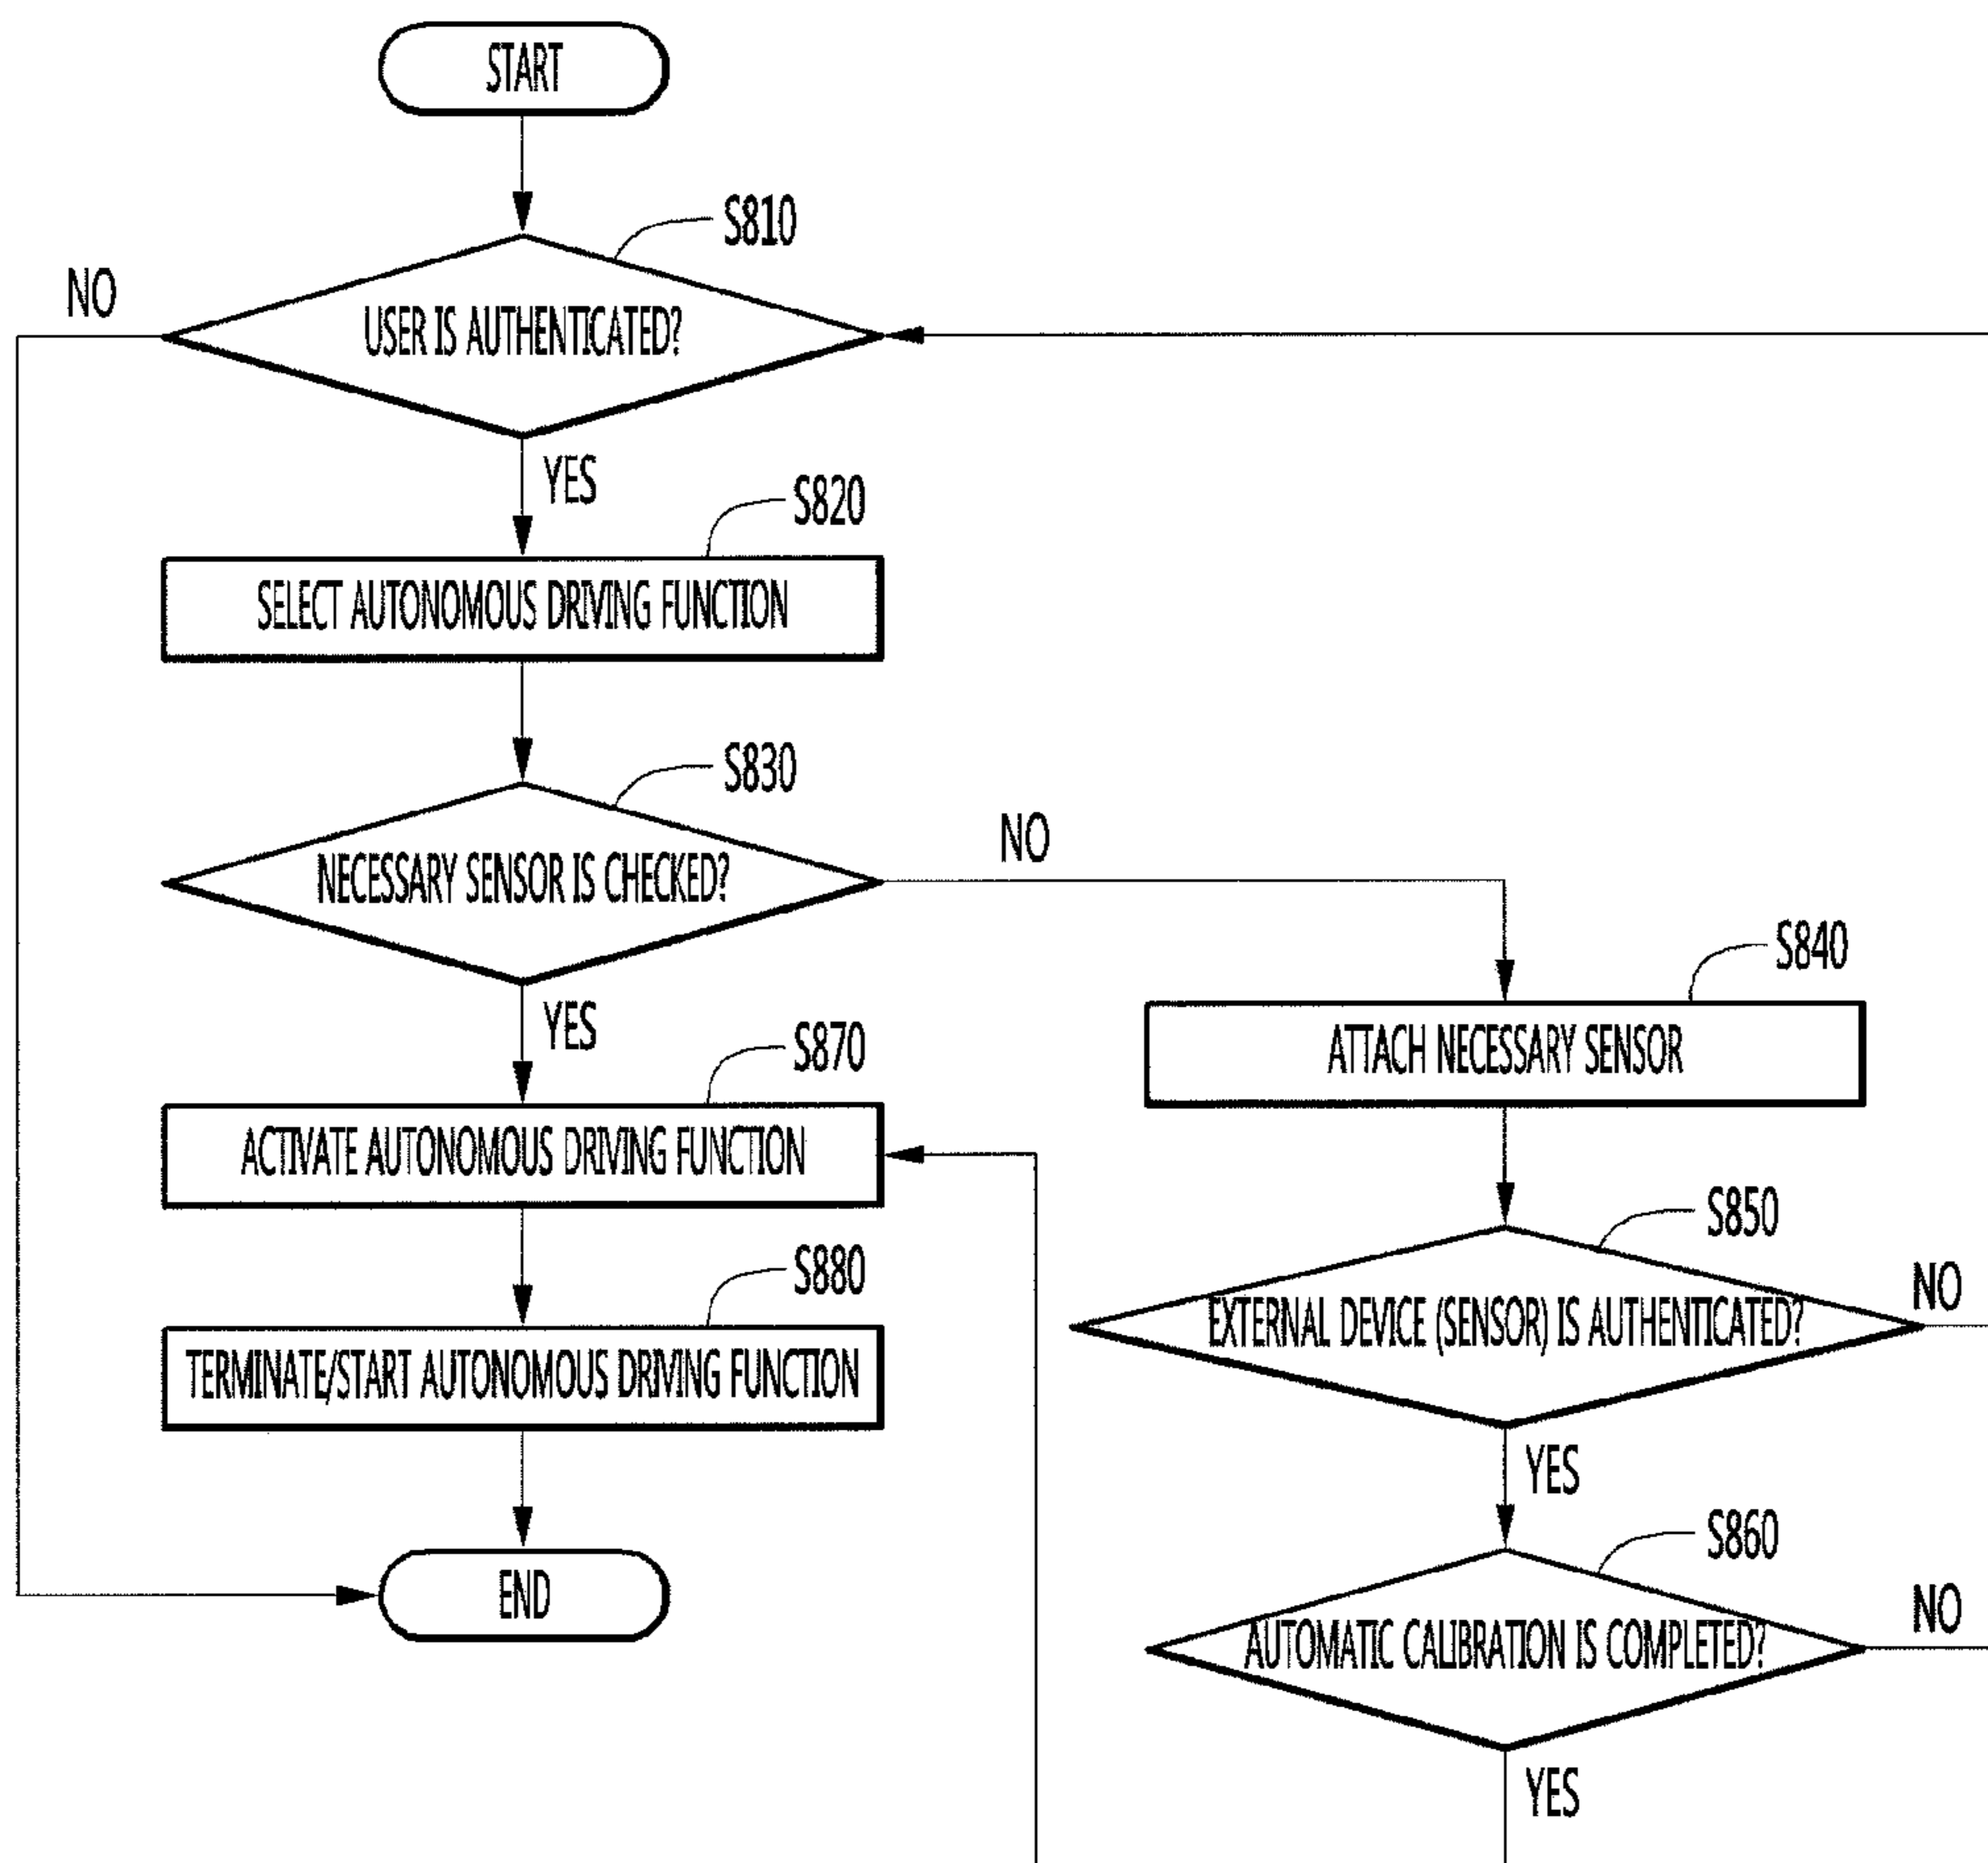 START
S810
NO
USER IS AUTHENTICATED?
YES
S820
SELECT AUTONOMOUS DRIVING FUNCTION
S830
NECESSARY SENSOR IS CHECKED?
NO
YES
S840
ATTACH NECESSARY SENSOR
S870
ACTIVATE AUTONOMOUS DRIVING FUNCTION
S850
EXTERNAL DEVICE (SENSOR) IS AUTHENTICATED?
NO
S880
TERMINATE/START AUTONOMOUS DRIVING FUNCTION
YES
S860
AUTOMATIC CALIBRATION IS COMPLETED?
NO
END
YES